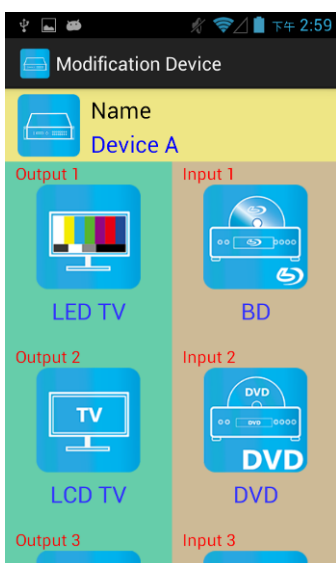 下午 2:59
Modification Device
Name
Device A
Output 1
Input 1
LED TV
BD
Output 2
Input 2
TV
DVD
DVD
DVD
LCD TV
DVD
Output 3
Input 3